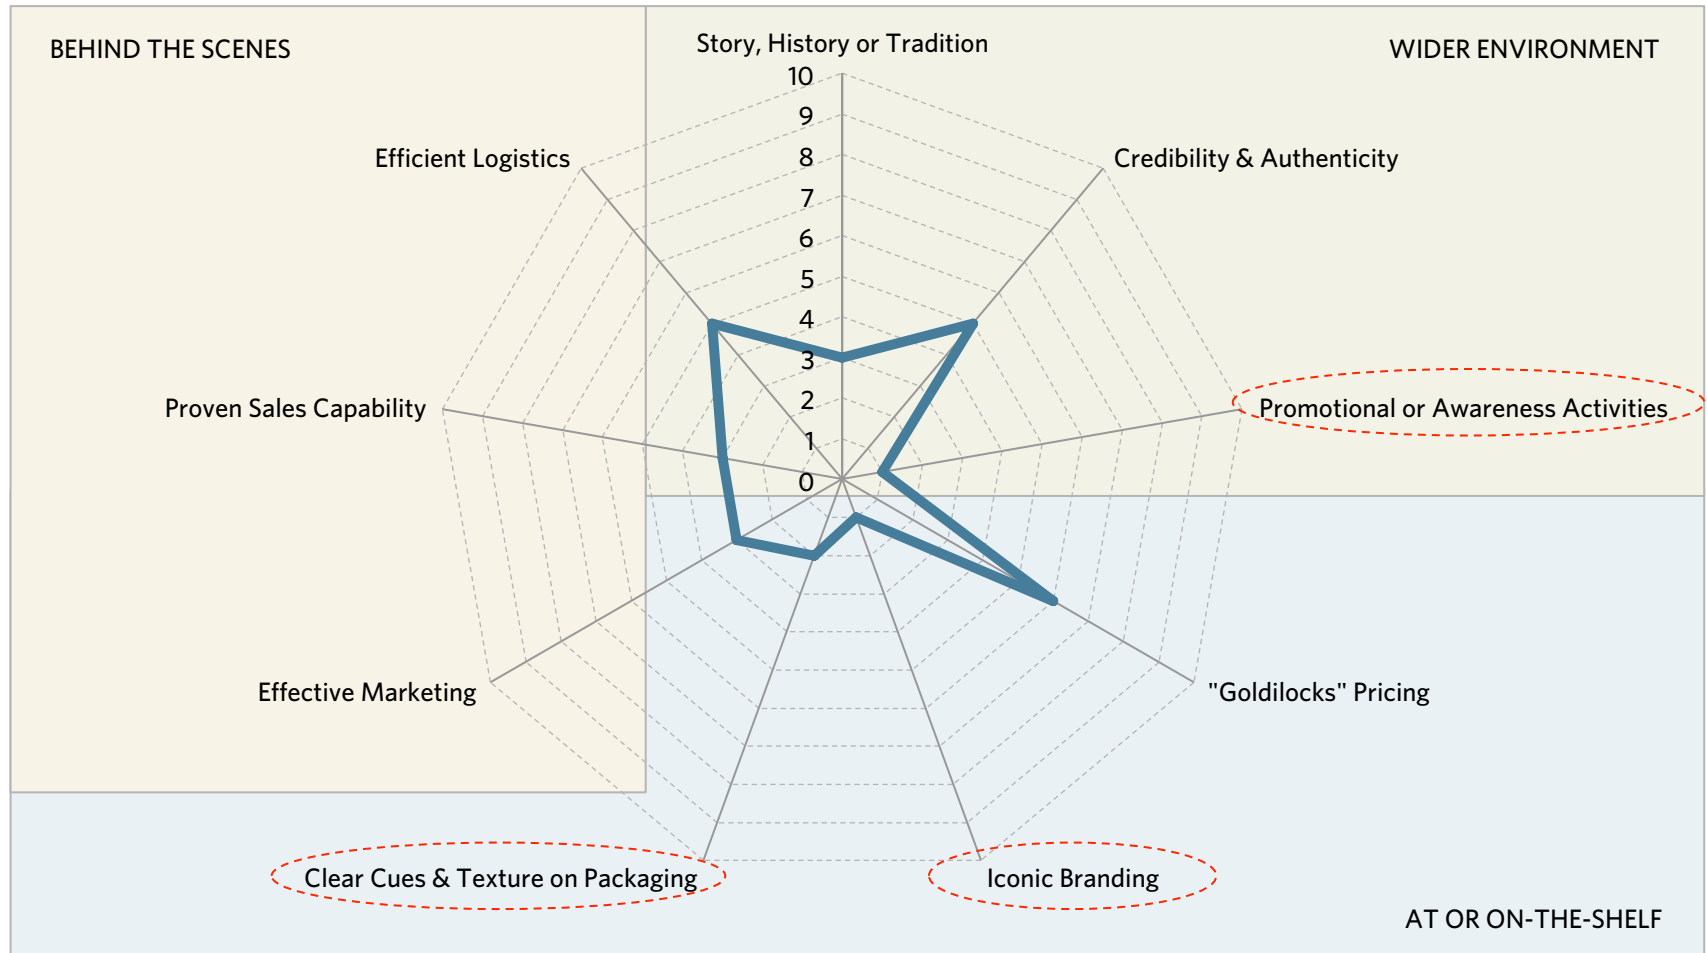 BEHIND THE SCENES
Story, History or Tradition
WIDER ENVIRONMENT
10
9
8
7
6
5
4
3
2
1
0
Efficient Logistics
Credibility & Authenticity
Proven Sales Capability
Promotional or Awareness Activities
Effective Marketing
"Goldilocks" Pricing
Clear Cues & Texture on Packaging
Iconic Branding
AT OR ON-THE-SHELF